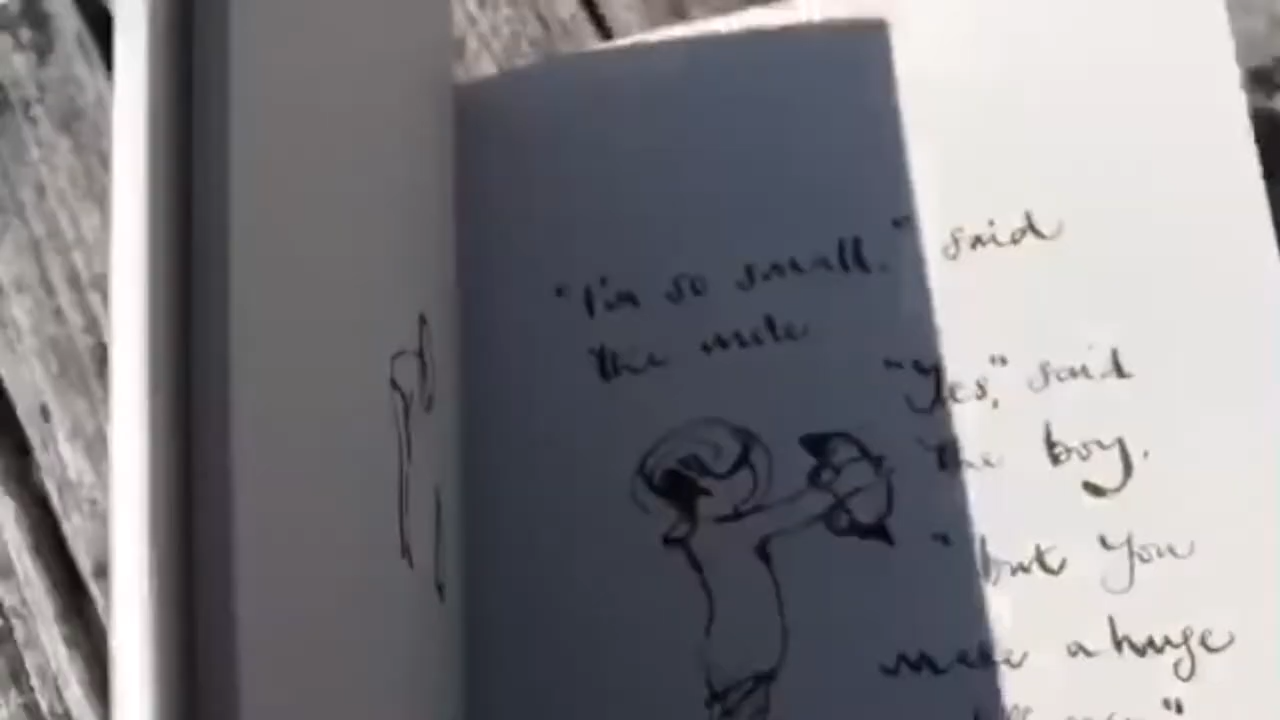 "I'm so small." said
the mole
"Yes," said
the boy,
"but you
make a huge